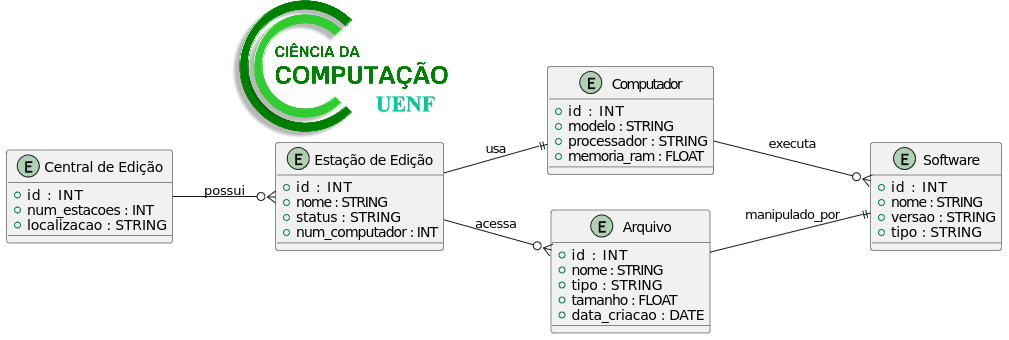 CIÊNCIA DA
COMPUTAÇÃO
UENF
E Central de Edição
id : INT
num_estacoes : INT
localizacao : STRING
possui
E Estação de Edição
id : INT
nome : STRING
status : STRING
num_computador : INT
usa
acessa
E Computador
id : INT
modelo : STRING
processador : STRING
memoria_ram : FLOAT
E Arquivo
id : INT
nome : STRING
tipo : STRING
tamanho : FLOAT
data_criacao : DATE
executa
manipulado_por
E Software
id : INT
nome : STRING
versao : STRING
tipo : STRING